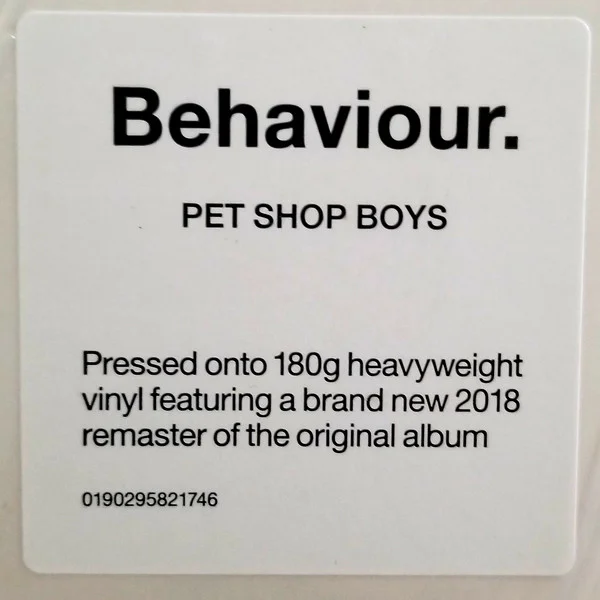 Behaviour.
PET SHOP BOYS
Pressed onto 180g heavyweight
vinyl featuring a brand new 2018
remaster of the original album
0190295821746